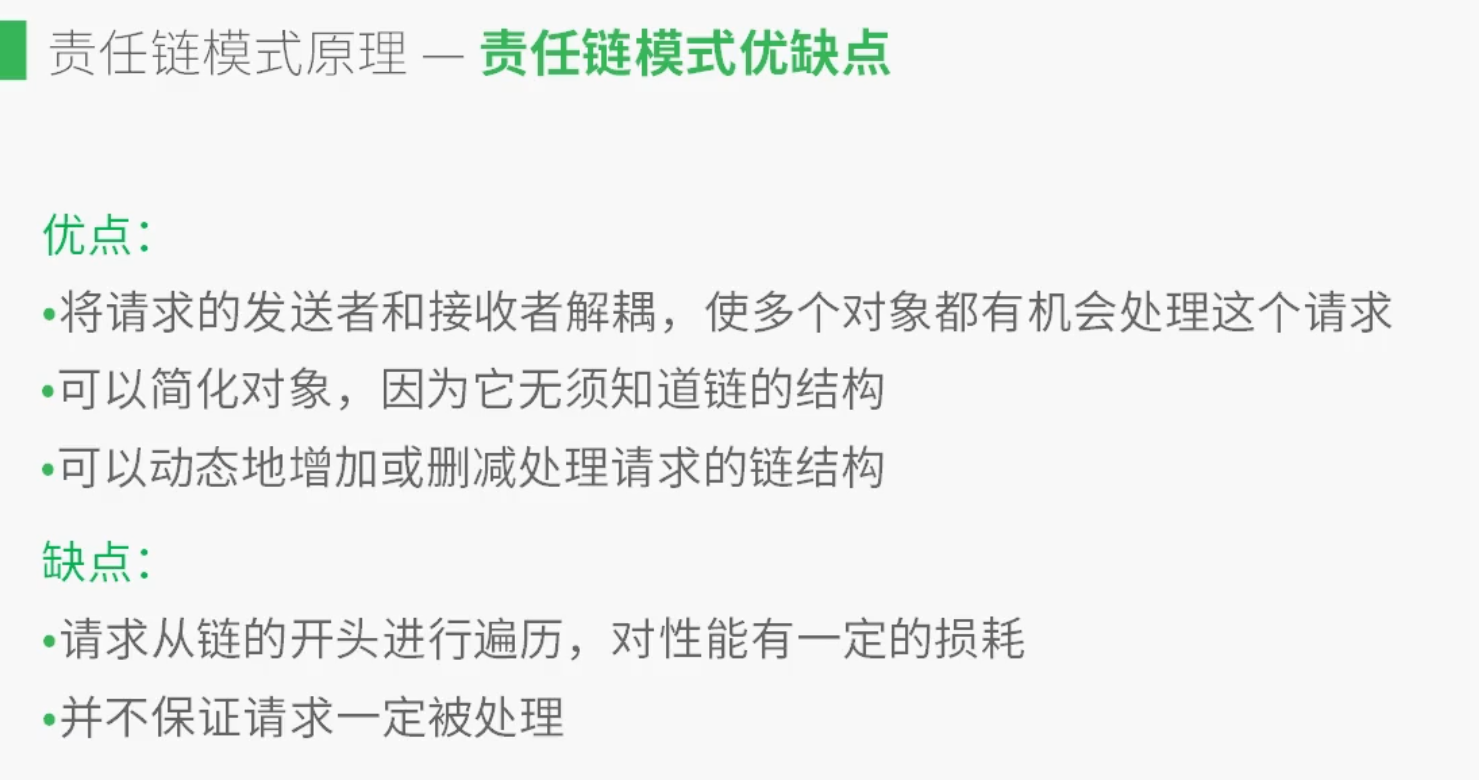 责任链模式原理 — 责任链模式优缺点
优点：
•将请求的发送者和接收者解耦，使多个对象都有机会处理这个请求
•可以简化对象，因为它无须知道链的结构
•可以动态地增加或删减处理请求的链结构
缺点：
•请求从链的开头进行遍历，对性能有一定的损耗
•并不保证请求一定被处理